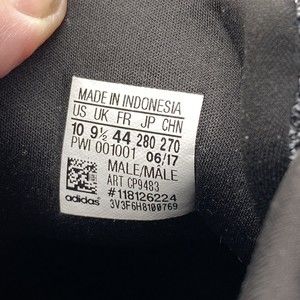 MADE IN INDONESIA
US UK FR JP CHN
10 9½ 44 280 270
PWI 001001 06/17
MALE/MALE
ART CP9483
#118126224
adidas 3V3F6H8100769